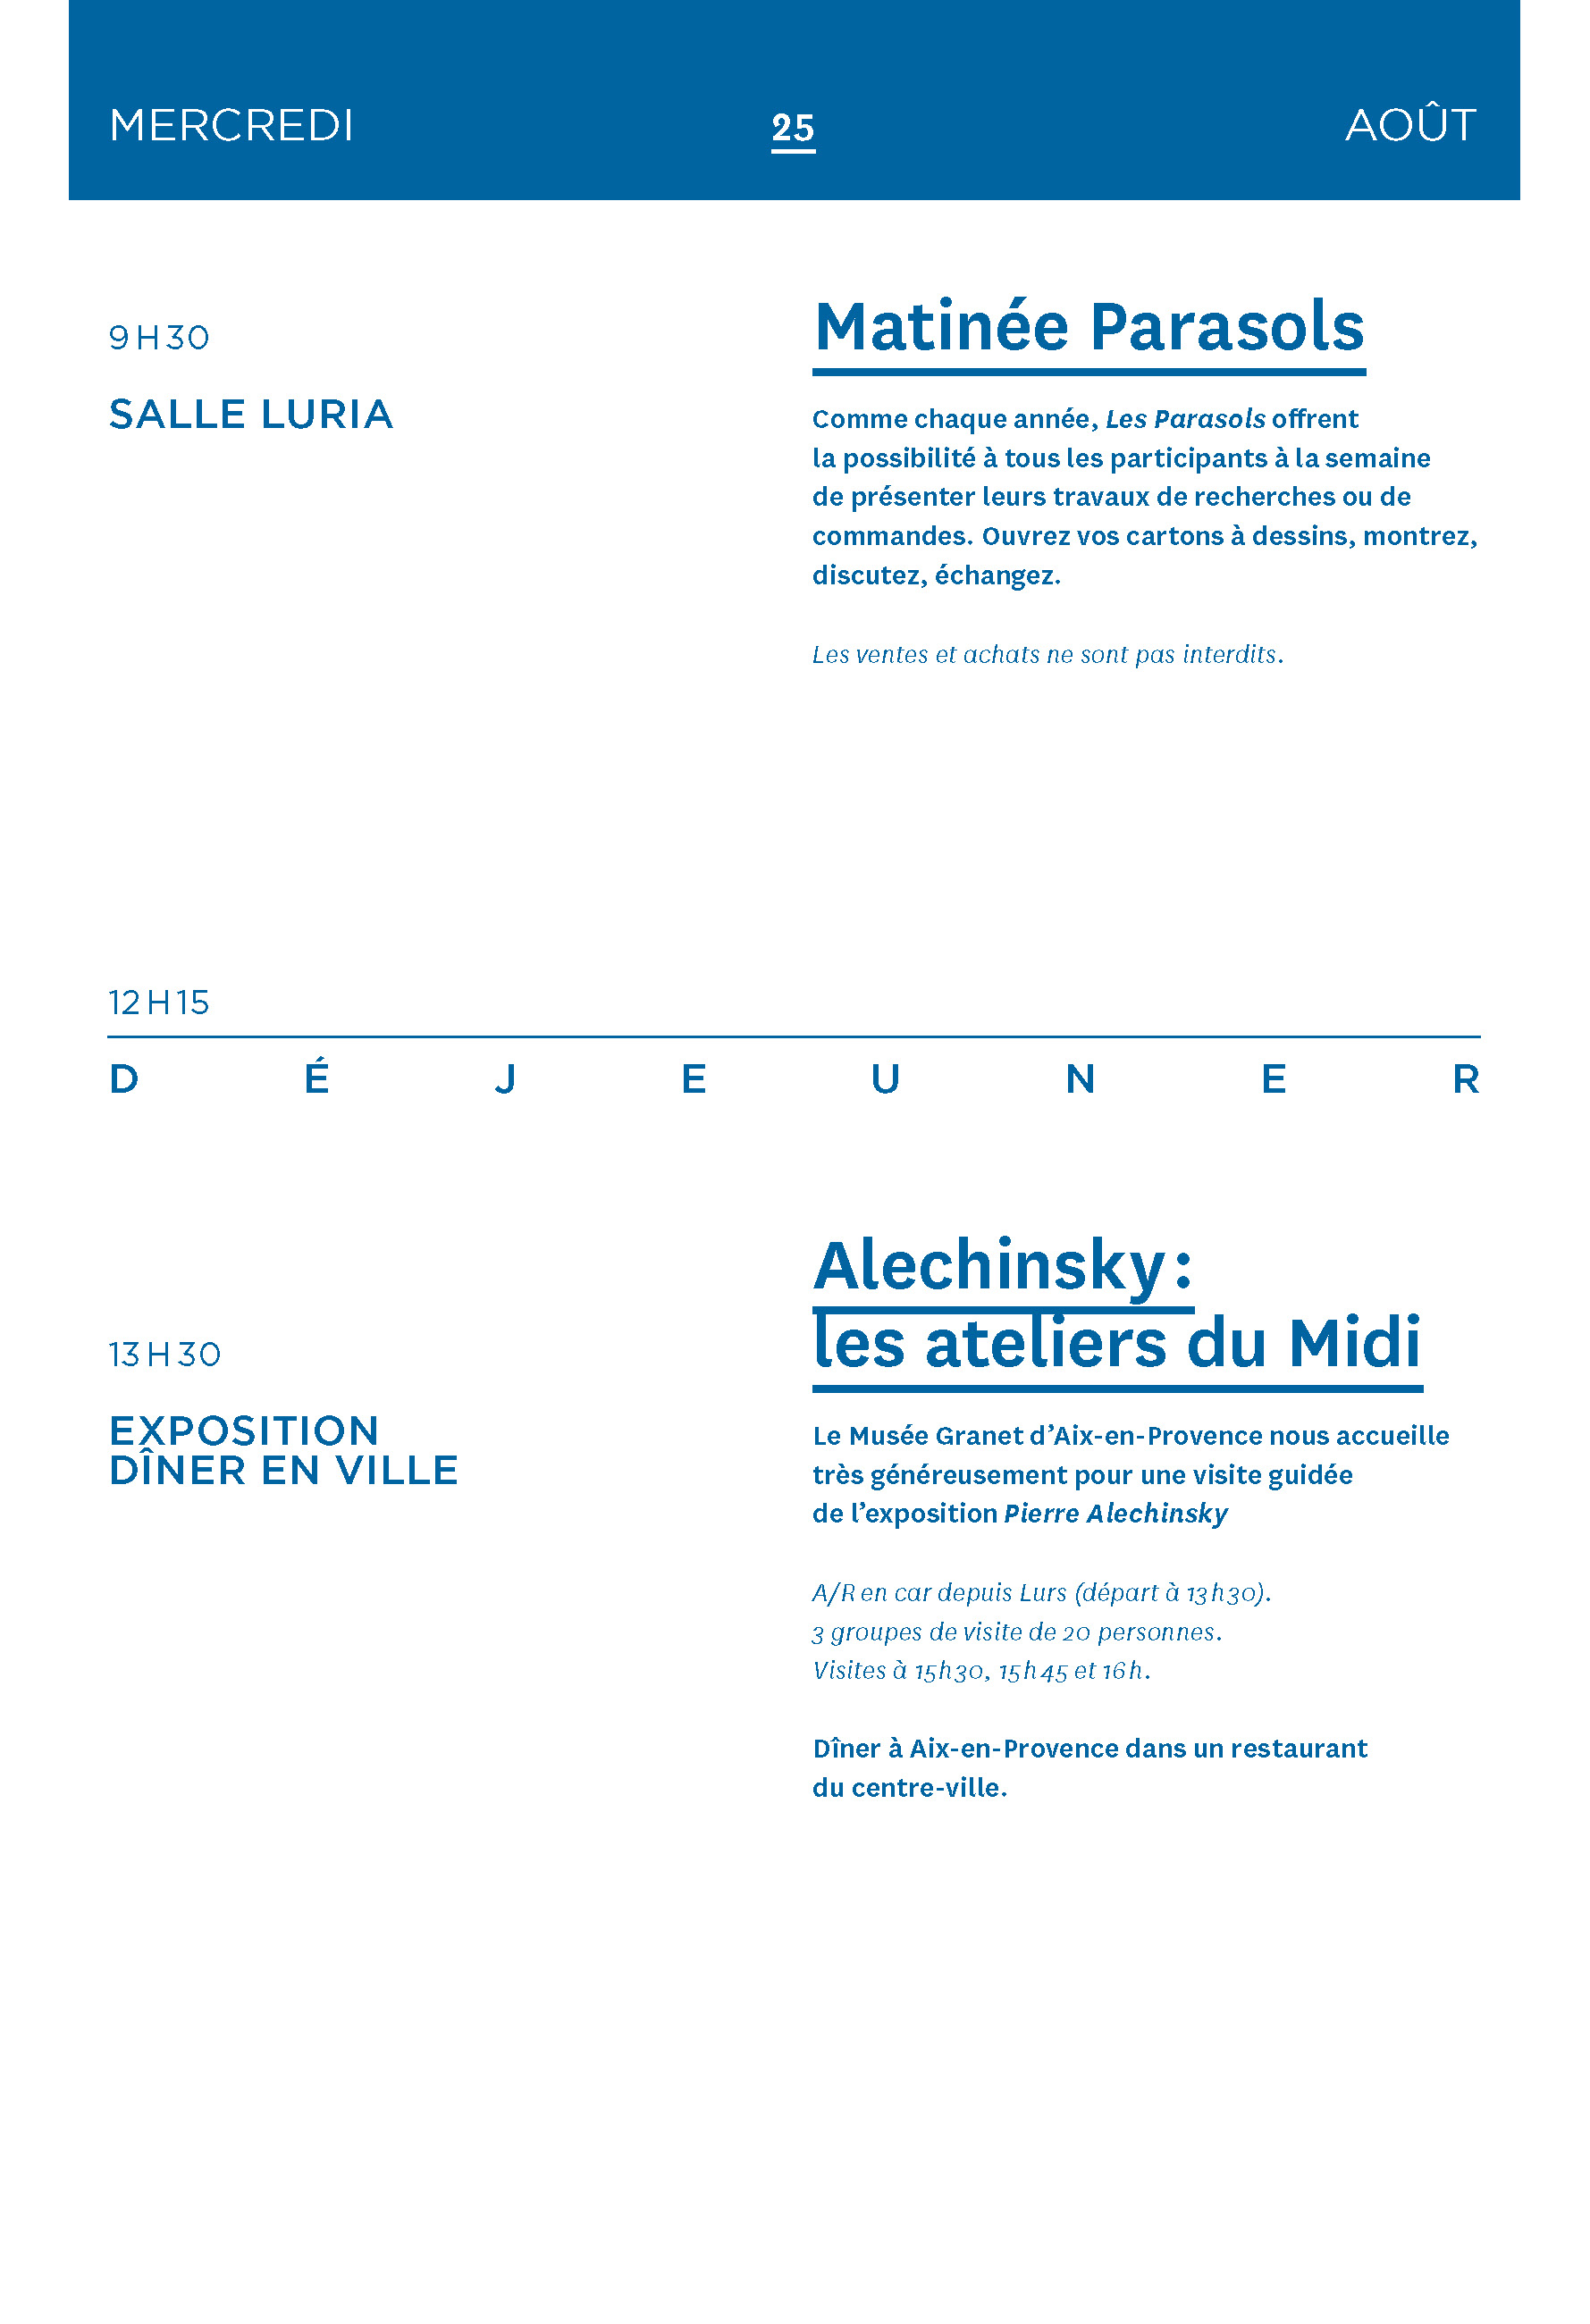 MERCREDI 25 AOÛT
9 H 30
SALLE LURIA
Matinée Parasols
Comme chaque année, Les Parasols offrent
la possibilité à tous les participants à la semaine
de présenter leurs travaux de recherches ou de
commandes. Ouvrez vos cartons à dessins, montrez,
discutez, échangez.
Les ventes et achats ne sont pas interdits.
12 H 15
DÉJEUNER
13 H 30
EXPOSITION
DÎNER EN VILLE
Alechinsky :
les ateliers du Midi
Le Musée Granet d’Aix-en-Provence nous accueille
très généreusement pour une visite guidée
de l’exposition Pierre Alechinsky
A/R en car depuis Lurs (départ à 13 h 30).
3 groupes de visite de 20 personnes.
Visites à 15 h 30, 15 h 45 et 16 h.
Dîner à Aix-en-Provence dans un restaurant
du centre-ville.